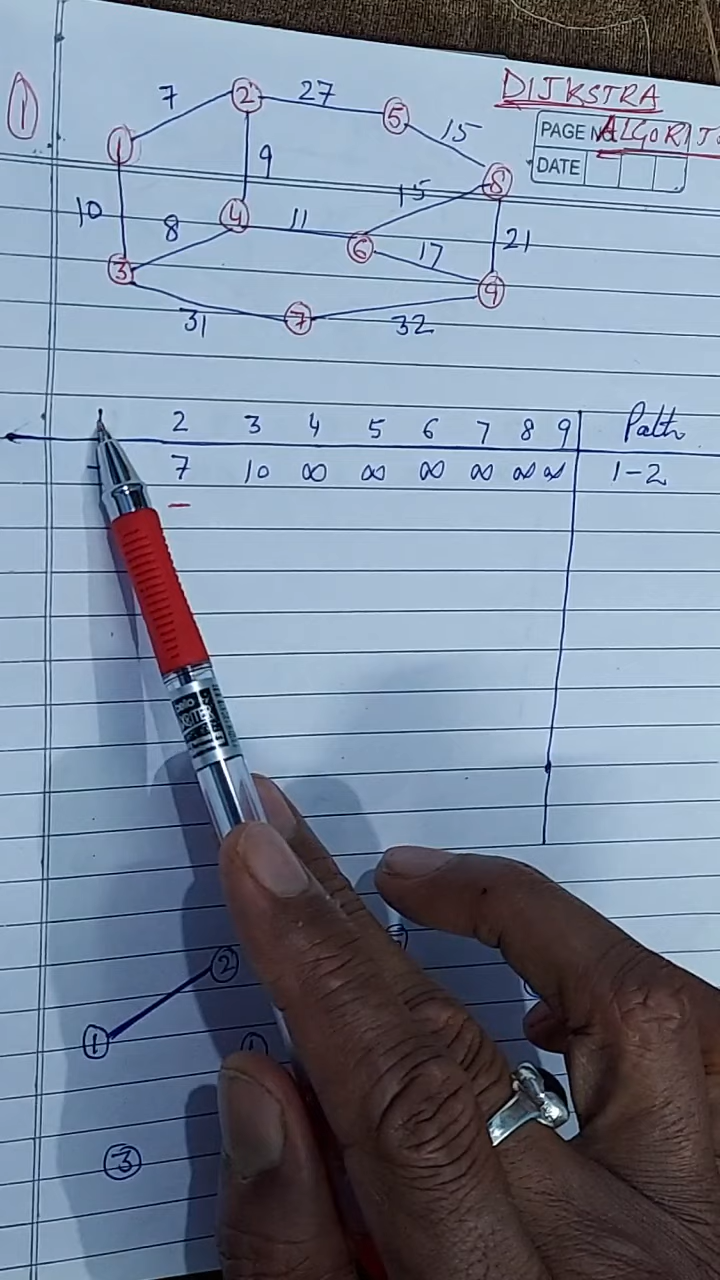 1
DIJKSTRA
PAGE N ALGORIT
DATE
7 2 27 5 15
1 9 8
10 8 4 11 15 21
3 6 17 9
31 7 32
1 2 3 4 5 6 7 8 9 Path
- 7 10 ∞ ∞ ∞ ∞ ∞ ∞ 1-2
2
1
3